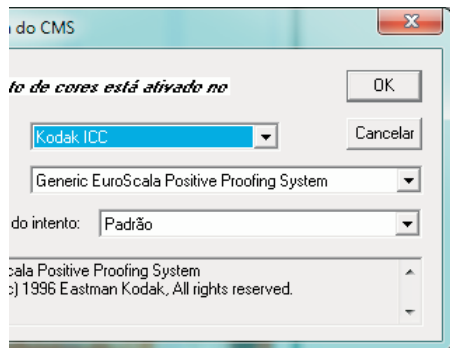 do CMS
to de cores está ativado no
OK
Kodak ICC
Cancelar
Generic EuroScala Positive Proofing System
do intento: Padrão
cala Positive Proofing System
c) 1996 Eastman Kodak, All rights reserved.